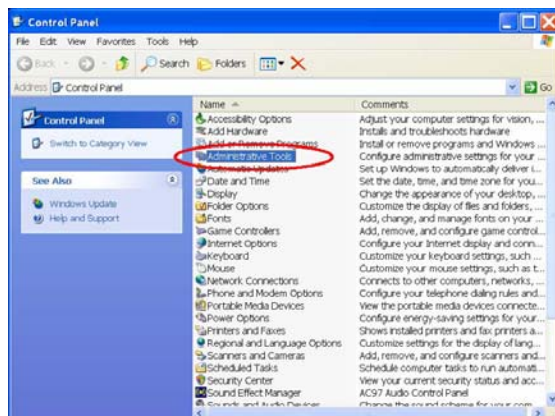 Control Panel
File Edit View Favorites Tools Help
Back Search Folders
Address Control Panel Go
Control Panel
Switch to Category View
See Also
Windows Update
Help and Support
Name Comments
Accessibility Options Adjust your computer settings for vision, ...
Add Hardware Installs and troubleshoots hardware
Add or Remove Programs Install or remove programs and Windows ...
Administrative Tools Configure administrative settings for your ...
Automatic Updates Set up Windows to automatically deliver i...
Date and Time Set the date, time, and time zone for you...
Display Change the appearance of your desktop, ...
Folder Options Customize the display of files and folders, ...
Fonts Add, change, and manage fonts on your ...
Game Controllers Add, remove, and configure game control...
Internet Options Configure your Internet display and conn...
Keyboard Customize your keyboard settings, such ...
Mouse Customize your mouse settings, such as t...
Network Connections Connects to other computers, networks, ...
Phone and Modem Options Configure your telephone dialing rules and...
Portable Media Devices View the portable media devices connecte...
Power Options Configure energy-saving settings for your...
Printers and Faxes Shows installed printers and fax printers a...
Regional and Language Options Customize settings for the display of lang...
Scanners and Cameras Add, remove, and configure scanners and...
Scheduled Tasks Schedule computer tasks to run automati...
Security Center View your current security status and acc...
Sound Effect Manager AC97 Audio Control Panel
Sounds and Audio Devices Change the sound scheme for your com...